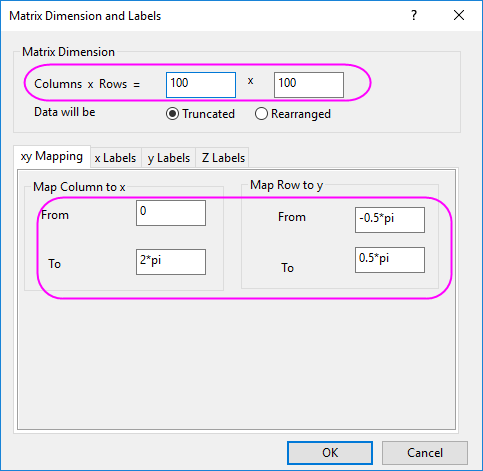 Matrix Dimension and Labels ?
Matrix Dimension
Columns x Rows = 100 x 100
Data will be Truncated Rearranged
xy Mapping x Labels y Labels Z Labels
Map Column to x
From 0
To 2*pi
Map Row to y
From -0.5*pi
To 0.5*pi
OK Cancel